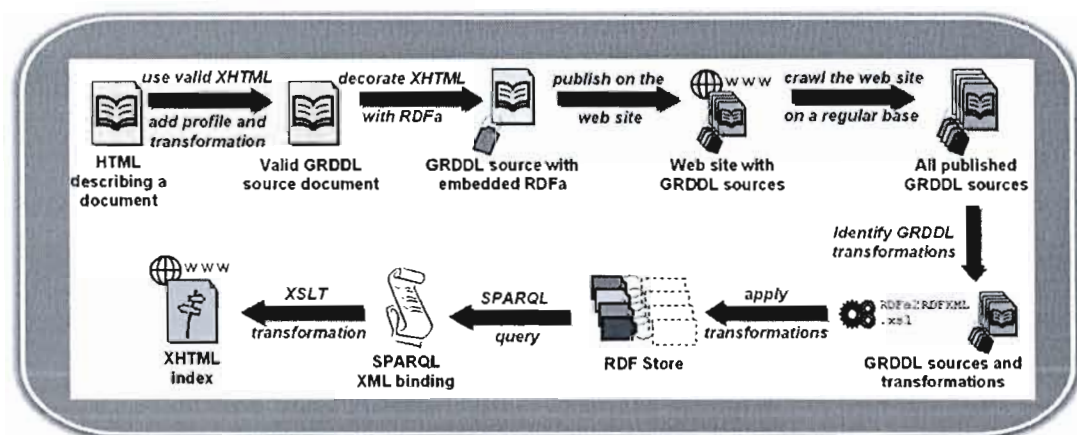 use valid XHTML
add profile and
transformation
decorate XHTML
with RDFa
publish on the
web site
www
crawl the web site
on a regular base
HTML
describing a
document
Valid GRDDL
source document
GRDDL source with
embedded RDFa
Web site with
GRDDL sources
All published
GRDDL sources
Identify GRDDL
transformations
www
XSLT
transformation
SPARQL
query
apply
transformations
RDFa2RDFXML
.xsl
XHTML
index
SPARQL
XML binding
RDF Store
GRDDL sources and
transformations